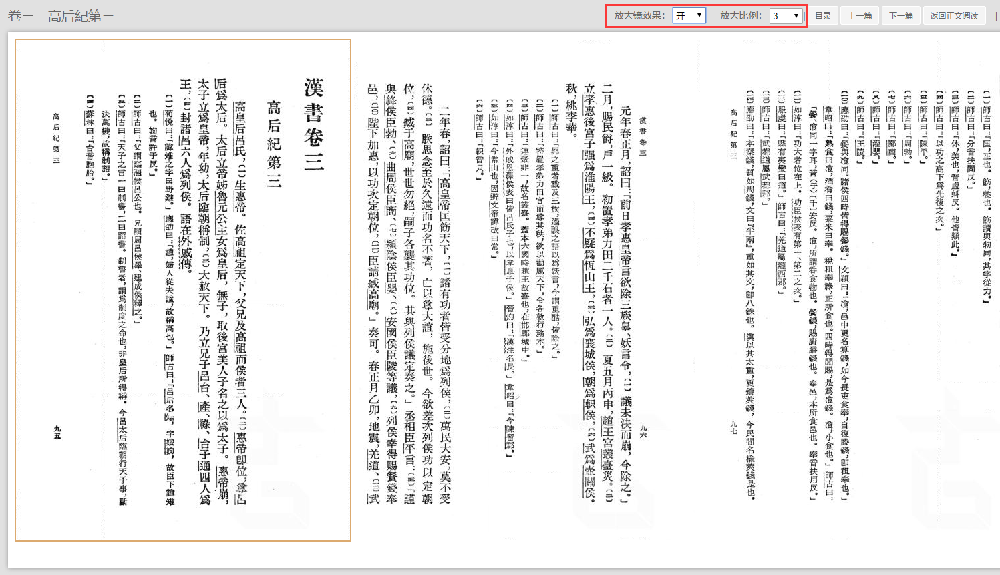 卷三 高后紀第三
放大镜效果: 开 放大比例: 3 目录 上一篇 下一篇 返回正文阅读 |
漢書卷三
高后紀第三
高皇后呂氏,〔一〕生惠帝。佐高祖定天下,父兄及高祖而侯者三人。〔二〕惠帝卽位,尊呂
后爲太后。太后立帝姊魯元公主女爲皇后,無子,取後宮美人子名之以爲太子。惠帝崩,
太子立爲皇帝,年幼,太后臨朝稱制,〔三〕大赦天下。乃立兄子呂台、產、祿、台子通四人爲
王,〔四〕封諸呂六人爲列侯。語在外戚傳。
〔一〕荀悅曰:「諱雉之字曰野雞。」應劭曰:「禮,婦人從夫諡,故稱高也。」師古曰:「呂后名雉,字娥姁,故臣下諱雉
也。姁音許于反。」
〔二〕師古曰:「父謂臨泗侯呂公也。兄謂周呂侯澤、建成侯釋之。」
〔三〕師古曰:「天子之言一曰制書,二曰詔書。制書者,謂爲制度之命也,非皇后所得稱。今呂太后臨朝行天子事,斷
決萬機,故稱制詔。」
〔四〕蘇林曰:「台音胞胎。」
高后紀第三
九五
漢書卷三
九六
元年春正月,詔曰:「前日孝惠皇帝言欲除三族辠、妖言令,〔一〕議未決而崩,今除之。」
二月,賜民爵,戶一級。初置孝弟力田二千石者一人。〔二〕夏五月丙申,趙王宮叢臺災。〔三〕
立孝惠後宮子强爲淮陽王,〔四〕不疑爲恆山王,〔五〕弘爲襄城侯,朝爲軹侯,〔六〕武爲壺關侯。
秋,桃李華。
〔一〕師古曰:「罪之重者戮及三族,過誤之語以爲妖言,今謂重酷,皆除之。」
〔二〕師古曰:「特置孝弟力田官而尊其秩,欲以勸厲天下,令各敦行務本。」
〔三〕師古曰:「連聚非一,故名叢臺。蓋本六國時趙王故臺也,在邯鄲城中。」
〔四〕如淳曰:「外戚恩澤侯表曰皆呂氏子也,以孝惠子侯。」晉灼曰:「漢注名長。」韋昭曰:「今陳留郡。」
〔五〕如淳曰:「今常山也,因避文帝諱改曰常。」
〔六〕師古曰:「軹音只。」
二年春,詔曰:「高皇帝匡飭天下,〔一〕諸有功者皆受分地爲列侯,〔二〕萬民大安,莫不受
休德。〔三〕朕思念至於久遠而功名不著,亡以尊大誼,施後世。今欲差次列侯功以定朝
位,〔四〕臧于高廟,世世勿絕,嗣子各襲其功位。其與列侯議定奏之。」丞相臣平言:〔五〕「謹
與絳侯臣勃、〔六〕曲周侯臣商、〔七〕潁陰侯臣嬰、〔八〕安國侯臣陵等議,〔九〕列侯幸得賜餐錢奉
邑,〔一〇〕陛下加惠,以功次定朝位,〔一一〕臣請臧高廟。」奏可。春正月乙卯,地震,羌道、〔一二〕武
〔一〕師古曰:「匡,正也。飭,整也。飭讀與敕同,其字從力。」
〔二〕師古曰:「分音扶問反。」
〔三〕師古曰:「休,美也,音虛虯反。他皆類此。」
〔四〕師古曰:「以功之高下爲先後之次。」
〔五〕師古曰:「陳平。」
〔六〕師古曰:「周勃。」
〔七〕師古曰:「酈商。」
〔八〕師古曰:「灌嬰。」
〔九〕師古曰:「王陵。」
〔一〇〕應劭曰:「餐與飡同。諸侯四時皆得賜餐錢。」文穎曰:「飡,邑中更名算錢,如今長吏食奉,自復媵錢,卽租奉也。」
韋昭曰:「熟食曰飡,酒肴曰錢,粟米曰奉。稅租奉祿,正所食也。四時得閒賜,是爲飡錢。飡,小食也。」師古曰:
「餐、飡同一字耳,音〔于〕〔千〕安反。飡,所謂吞食物也。餐錢,賜廚膳錢也。奉邑,本所食邑也。奉音扶用反。」
〔一一〕如淳曰:「功大者位在上。功臣侯表有第一、第二之次。」
〔一二〕服虔曰:「縣有夷蠻曰道。」師古曰:「羌道屬隴西郡。」
〔一三〕師古曰:「武都道屬武都郡。」
〔一四〕應劭曰:「本秦錢,質如周錢,文曰『半兩』,重如其文,卽八銖也。漢以其太重,更鑄莢錢,今民間名榆莢錢是也。
高后紀第三
九七